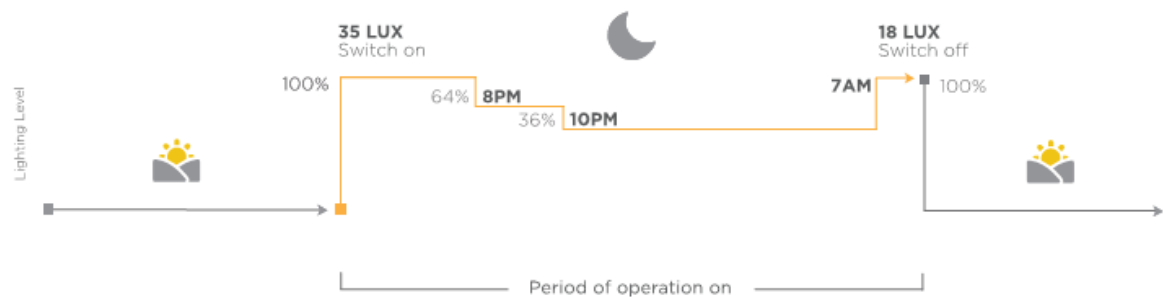 35 LUX
Switch on
18 LUX
Switch off
100%
64%
8PM
36%
10PM
7AM
100%
Lighting Level
Period of operation on